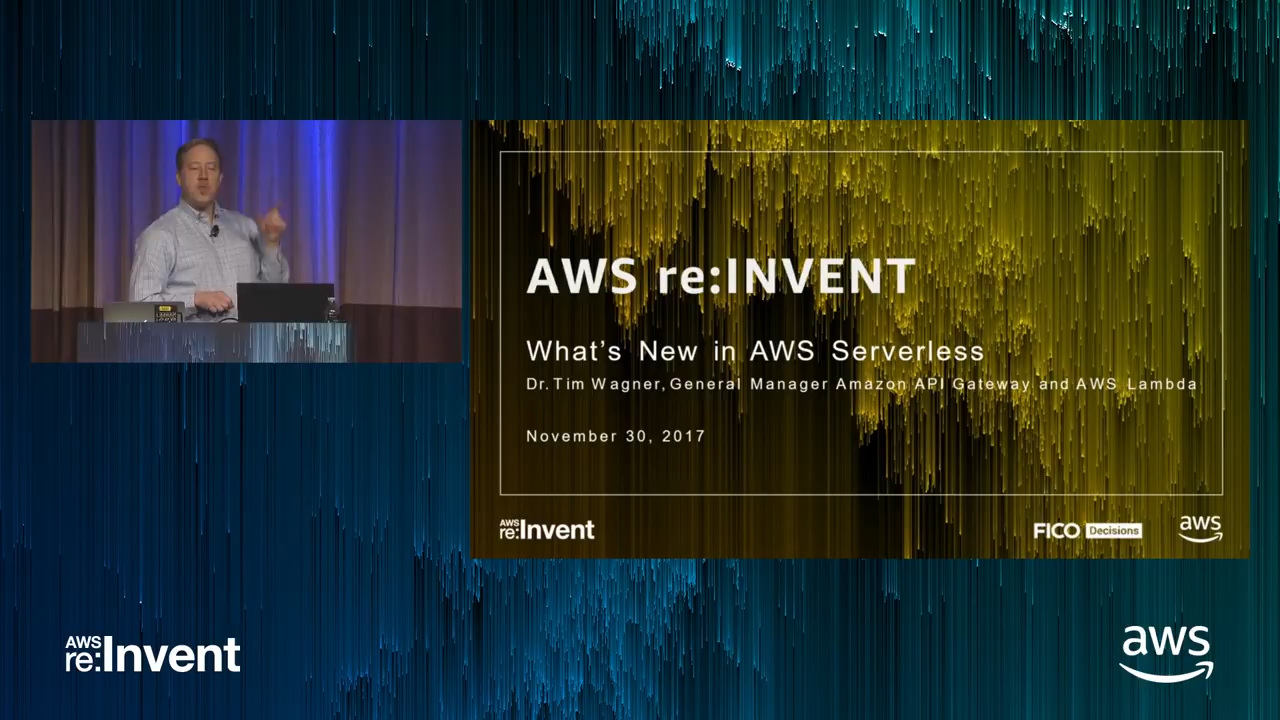 AWS re:INVENT
What's New in AWS Serverless
Dr. Tim Wagner, General Manager Amazon API Gateway and AWS Lambda
November 30, 2017
AWS
re:Invent
FICO Decisions
aws
AWS
re:Invent
aws